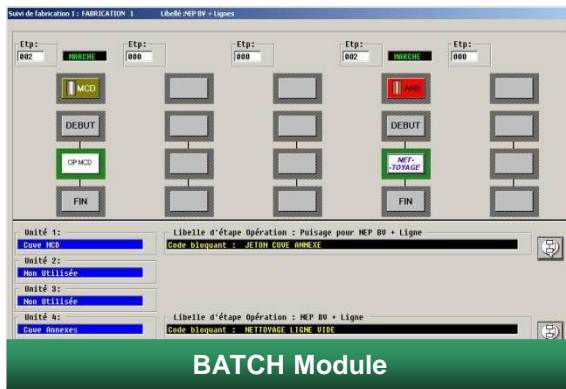 Suivi de fabrication 1 : FABRICATION 1 Libellé :NEP BV + Lignes
Etp: Etp: Etp: Etp: Etp:
002 MARCHE 000 000 002 MARCHE 000
MCD ANX
DEBUT DEBUT
OP MCD NET-
-TOYAGE
FIN FIN
Unité 1: Libelle d'étape Opération : Puisage pour NEP BV + Ligne
Cuve MCD Code bloquant : JETON CUVE ANNEXE
Unité 2:
Non Utilisée
Unité 3:
Non Utilisée
Unité 4: Libelle d'étape Opération : NEP BV + Ligne
Cuve Annexes Code bloquant : NETTOYAGE LIGNE VIDE
BATCH Module